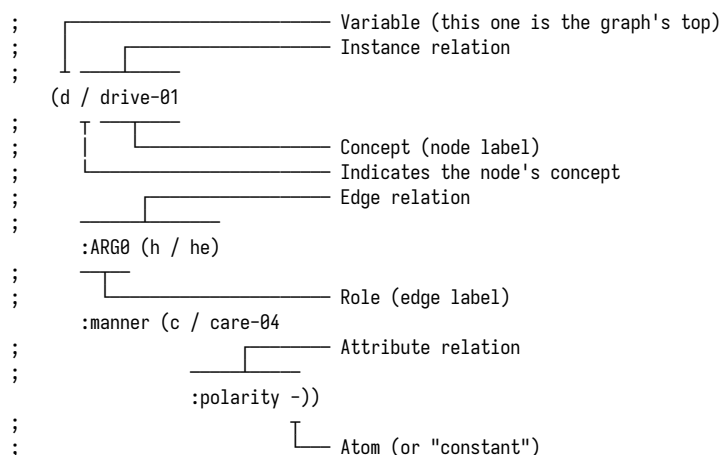 ; Variable (this one is the graph's top)
; Instance relation
;
(d / drive-01
;
; Concept (node label)
; Indicates the node's concept
; Edge relation
;
:ARG0 (h / he)
;
; Role (edge label)
:manner (c / care-04
; Attribute relation
;
:polarity -))
;
; Atom (or "constant")